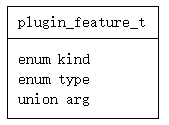 plugin_feature_t
enum kind
enum type
union arg